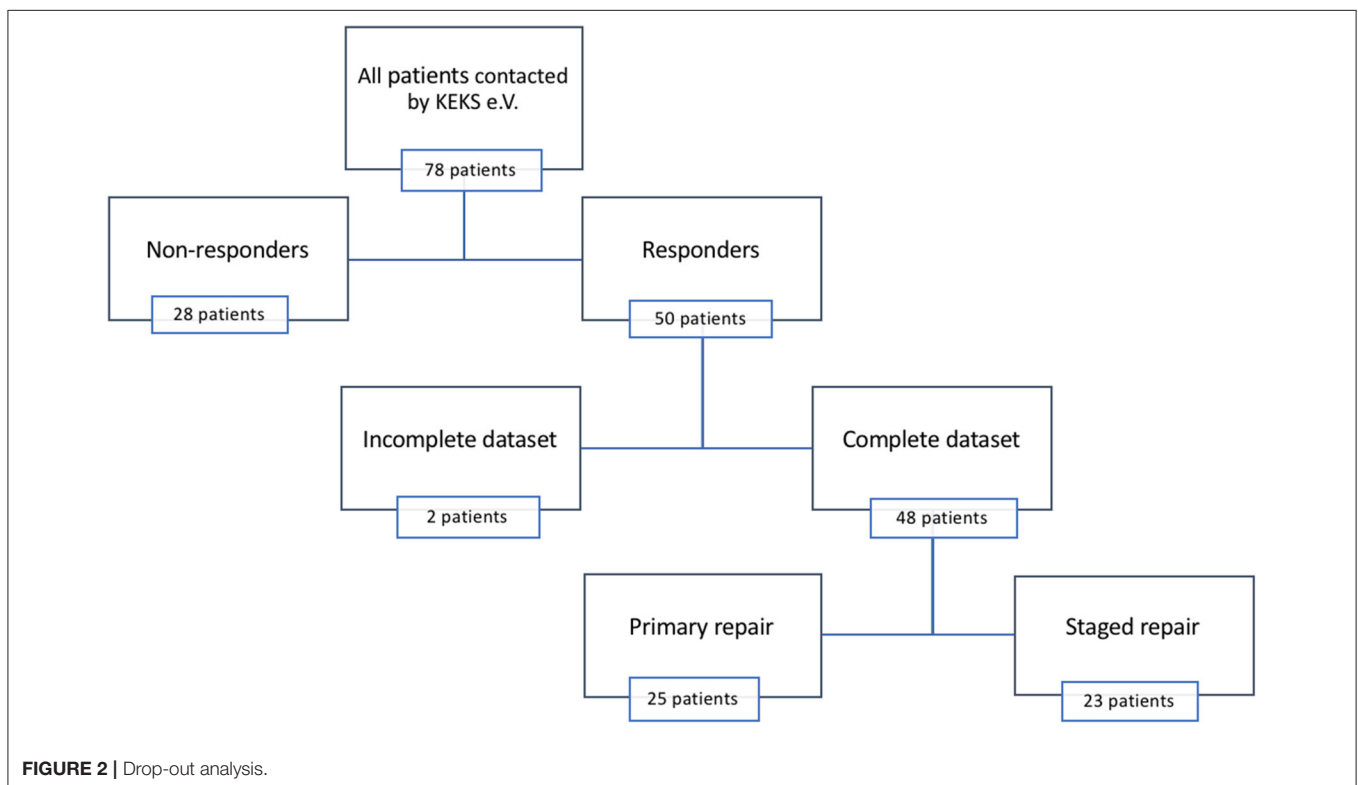 All patients contacted
by KEKS e.V.
78 patients
Non-responders
28 patients
Responders
50 patients
Incomplete dataset
2 patients
Complete dataset
48 patients
Primary repair
25 patients
Staged repair
23 patients
FIGURE 2 | Drop-out analysis.